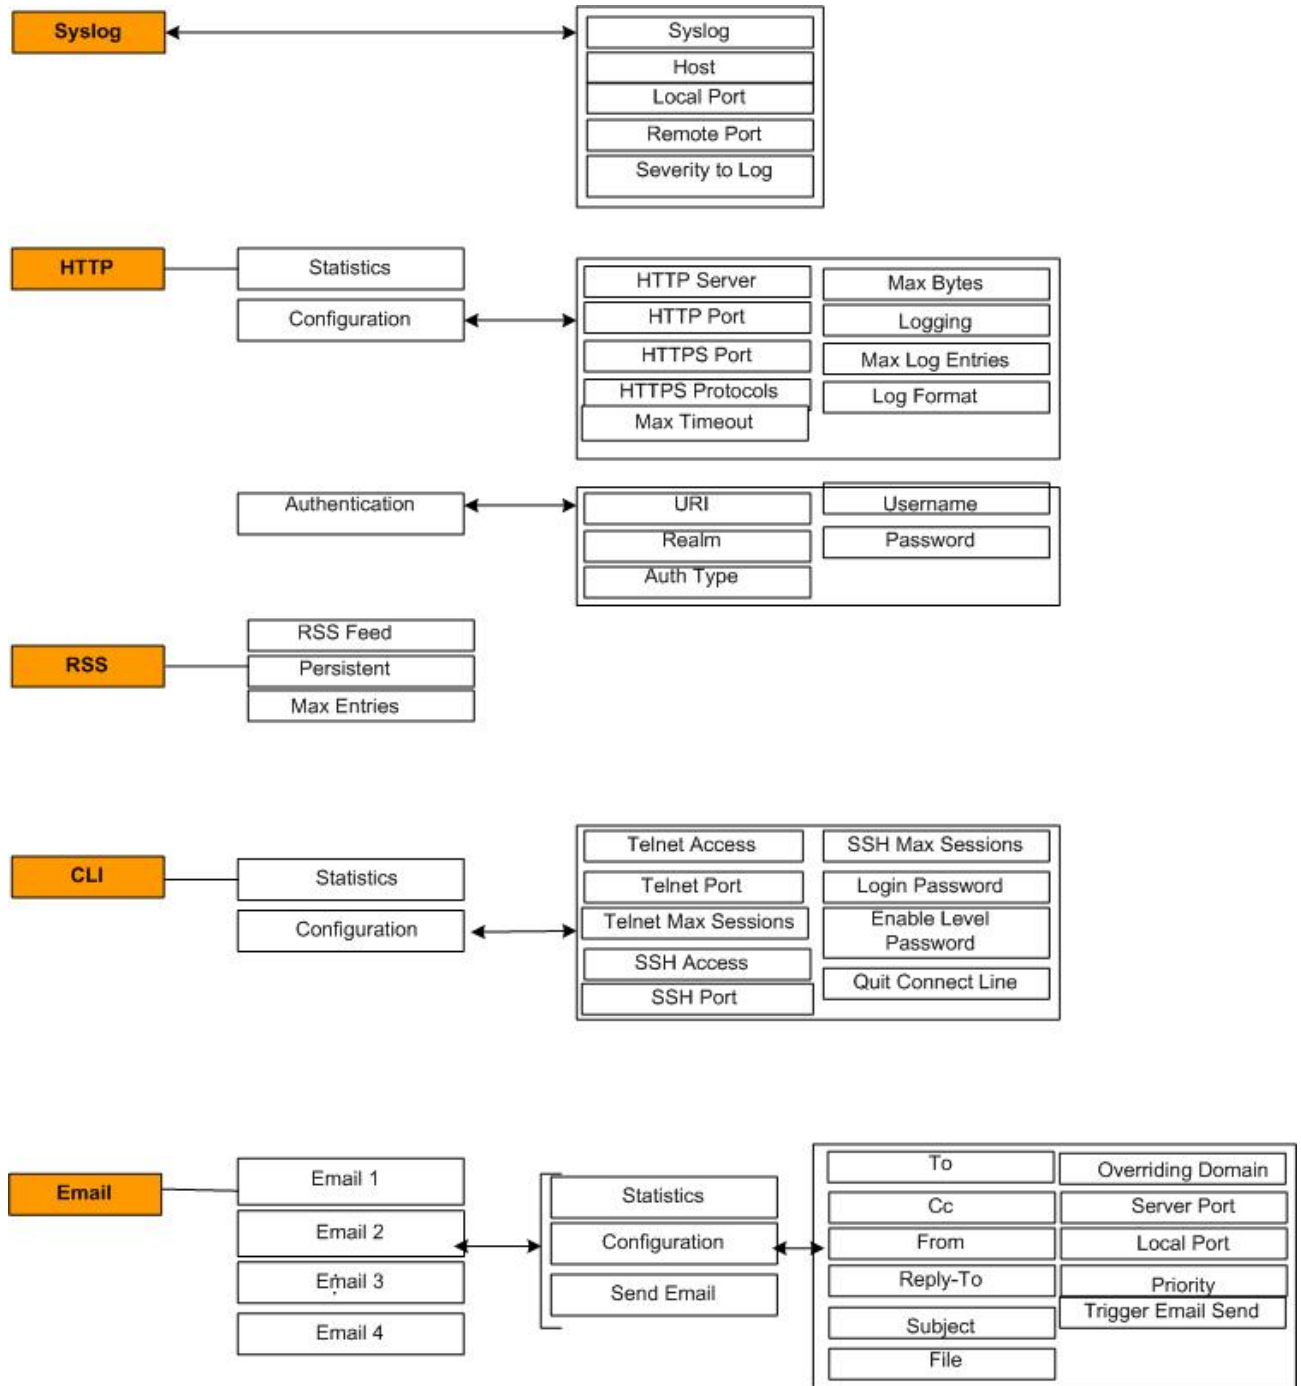 Syslog
Syslog
Host
Local Port
Remote Port
Severity to Log
HTTP
Statistics
Configuration
HTTP Server
HTTP Port
HTTPS Port
HTTPS Protocols
Max Timeout
Max Bytes
Logging
Max Log Entries
Log Format
Authentication
URI
Realm
Auth Type
Username
Password
RSS
RSS Feed
Persistent
Max Entries
CLI
Statistics
Configuration
Telnet Access
Telnet Port
Telnet Max Sessions
SSH Access
SSH Port
SSH Max Sessions
Login Password
Enable Level
Password
Quit Connect Line
Email
Email 1
Email 2
Email 3
Email 4
Statistics
Configuration
Send Email
To
Cc
From
Reply-To
Subject
File
Overriding Domain
Server Port
Local Port
Priority
Trigger Email Send